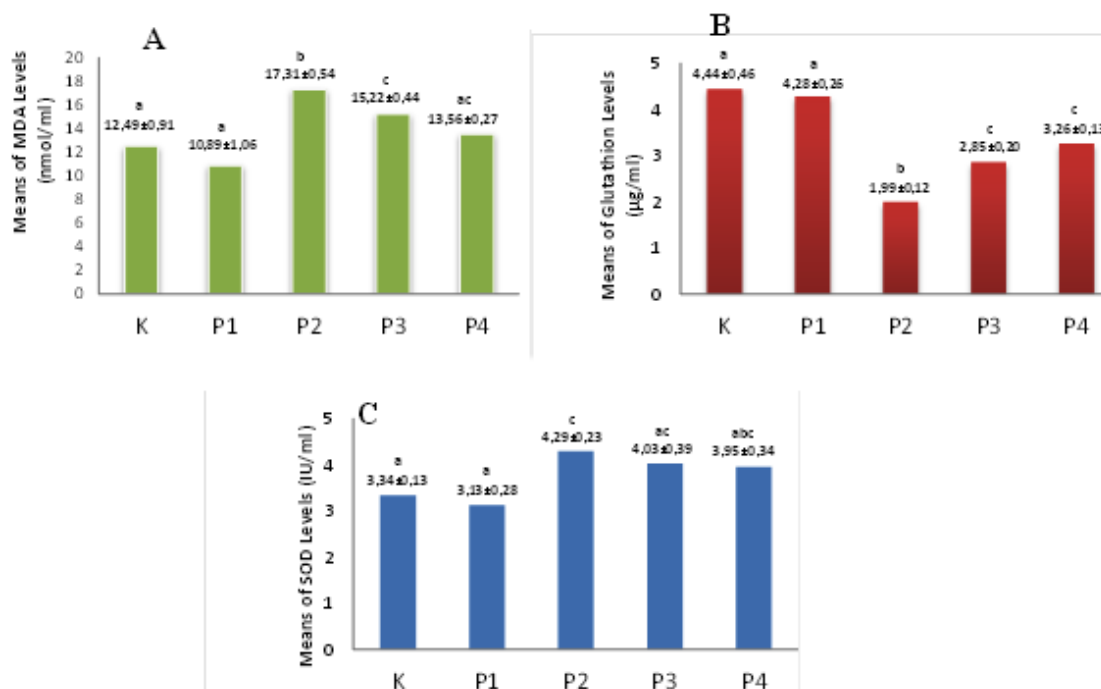 A
Means of MDA Levels
(nmol/ml)
20
18
16
14
12
10
8
6
4
2
0
a
12,49±0,91
a
10,89±1,06
b
17,31±0,54
c
15,22±0,44
ac
13,56±0,27
K P1 P2 P3 P4
B
Means of Glutathion Levels
(µg/ml)
5
4
3
2
1
0
a
4,44±0,46
a
4,28±0,26
b
1,99±0,12
c
2,85±0,20
c
3,26±0,13
K P1 P2 P3 P4
C
Means of SOD Levels (IU/ml)
5
4
3
2
1
0
a
3,34±0,13
a
3,13±0,28
c
4,29±0,23
ac
4,03±0,39
abc
3,95±0,34
K P1 P2 P3 P4